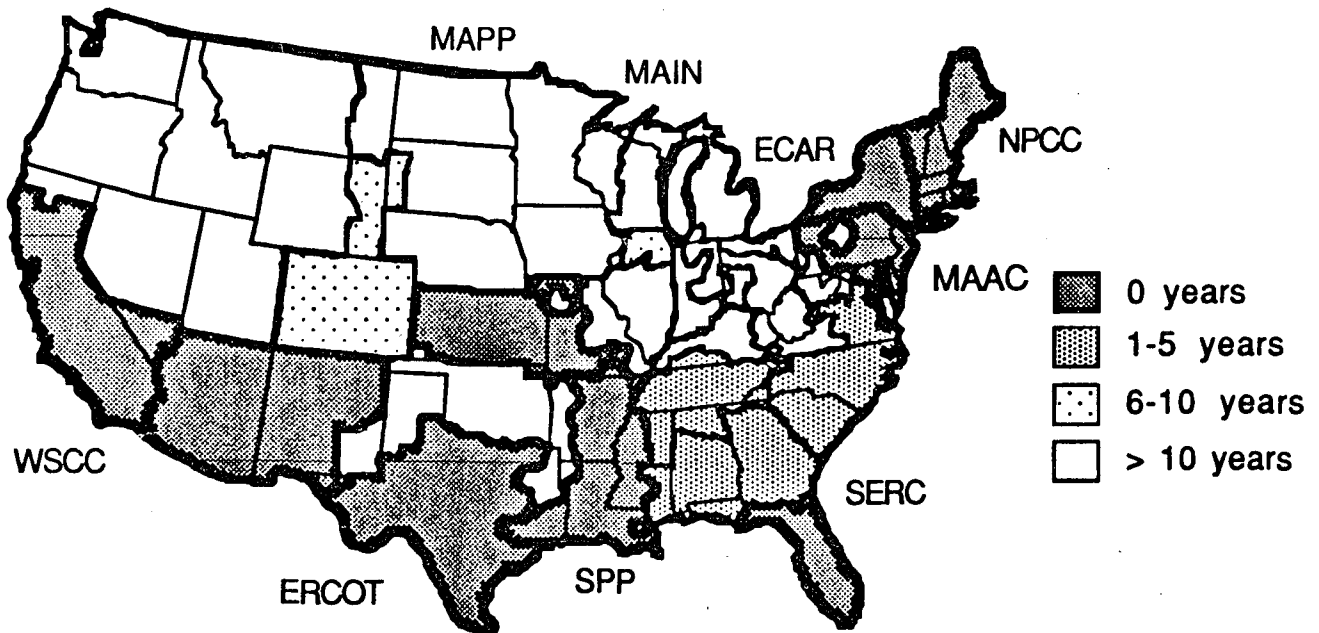 MAPP
MAIN
ECAR
NPCC
MAAC
WSCC
SERC
ERCOT
SPP
0 years
1-5 years
6-10 years
> 10 years